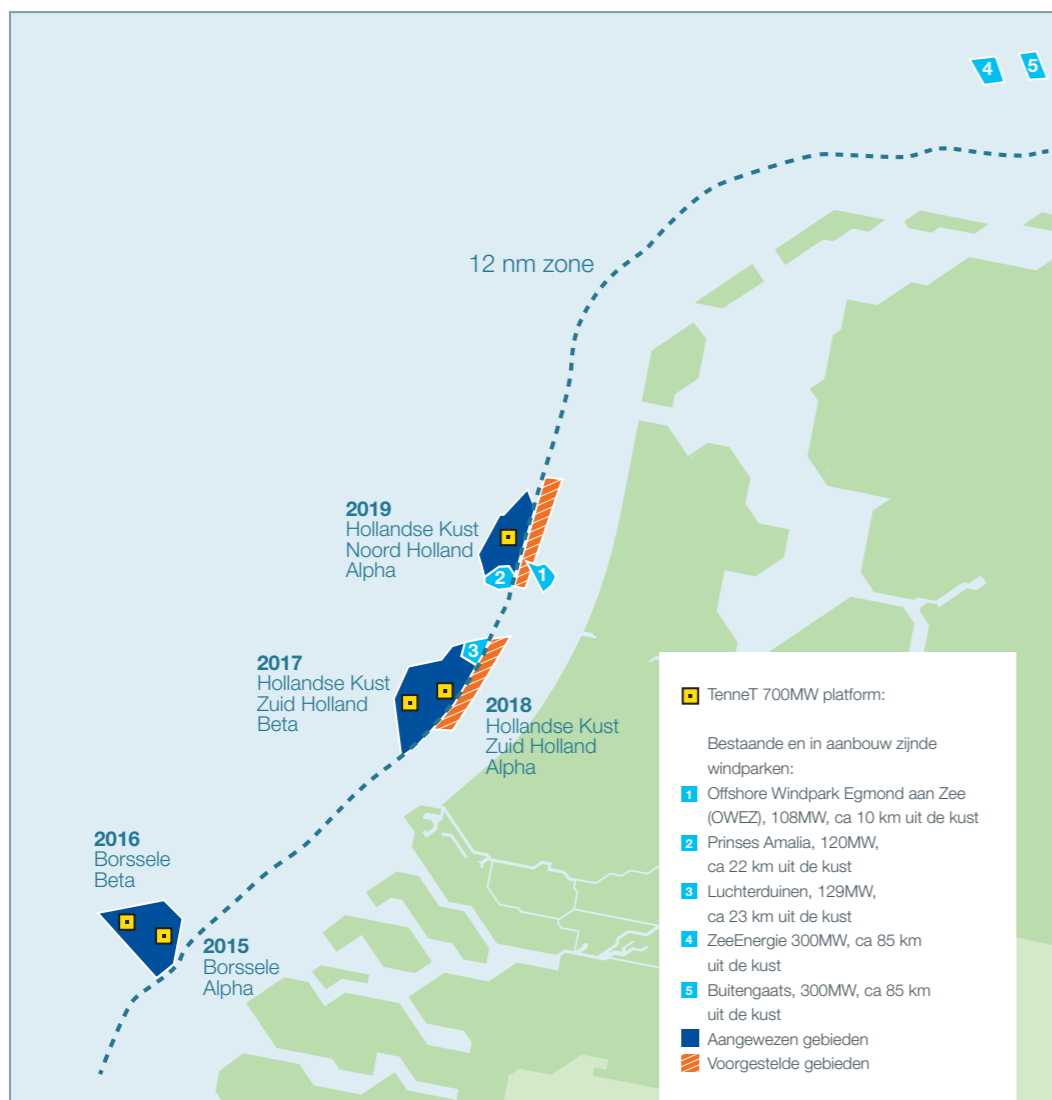 4
5
12 nm zone
2019
Hollandse Kust
Noord Holland
Alpha
2
1
3
2017
Hollandse Kust
Zuid Holland
Beta
2018
Hollandse Kust
Zuid Holland
Alpha
2016
Borssele
Beta
2015
Borssele
Alpha
TenneT 700MW platform:
Bestaande en in aanbouw zijnde
windparken:
1 Offshore Windpark Egmond aan Zee
(OWEZ), 108MW, ca 10 km uit de kust
2 Prinses Amalia, 120MW,
ca 22 km uit de kust
3 Luchterduinen, 129MW,
ca 23 km uit de kust
4 ZeeEnergie 300MW, ca 85 km
uit de kust
5 Buitengaats, 300MW, ca 85 km
uit de kust
Aangewezen gebieden
Voorgestelde gebieden